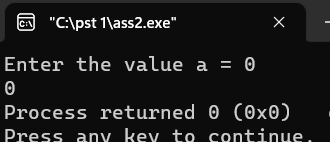 "C:\pst 1\ass2.exe"
Enter the value a = 0
0
Process returned 0 (0x0)
Press any key to continue.